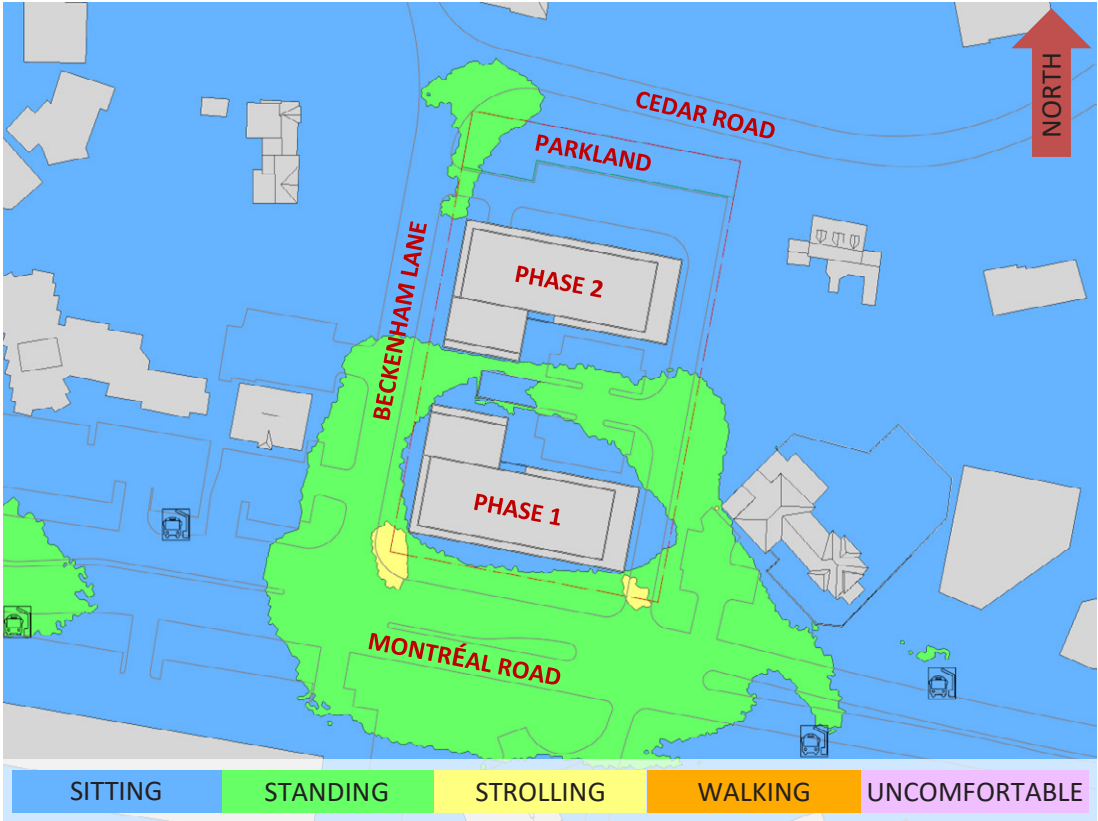 NORTH
CEDAR ROAD
PARKLAND
BECKENHAM LANE
PHASE 2
PHASE 1
MONTRÉAL ROAD
SITTING
STANDING
STROLLING
WALKING
UNCOMFORTABLE